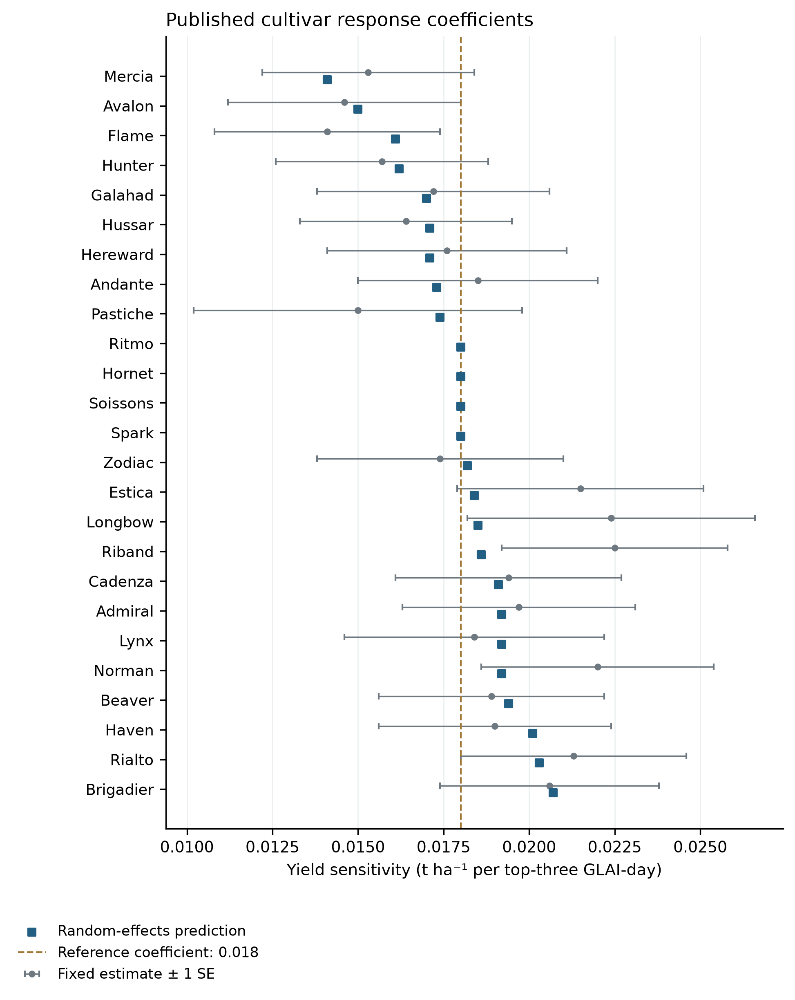 Published cultivar response coefficients
Mercia
Avalon
Flame
Hunter
Galahad
Hussar
Hereward
Andante
Pastiche
Ritmo
Hornet
Soissons
Spark
Zodiac
Estica
Longbow
Riband
Cadenza
Admiral
Lynx
Norman
Beaver
Haven
Rialto
Brigadier
0.0100 0.0125 0.0150 0.0175 0.0200 0.0225 0.0250
Yield sensitivity (t ha⁻¹ per top-three GLAI-day)
Random-effects prediction
Reference coefficient: 0.018
Fixed estimate ± 1 SE